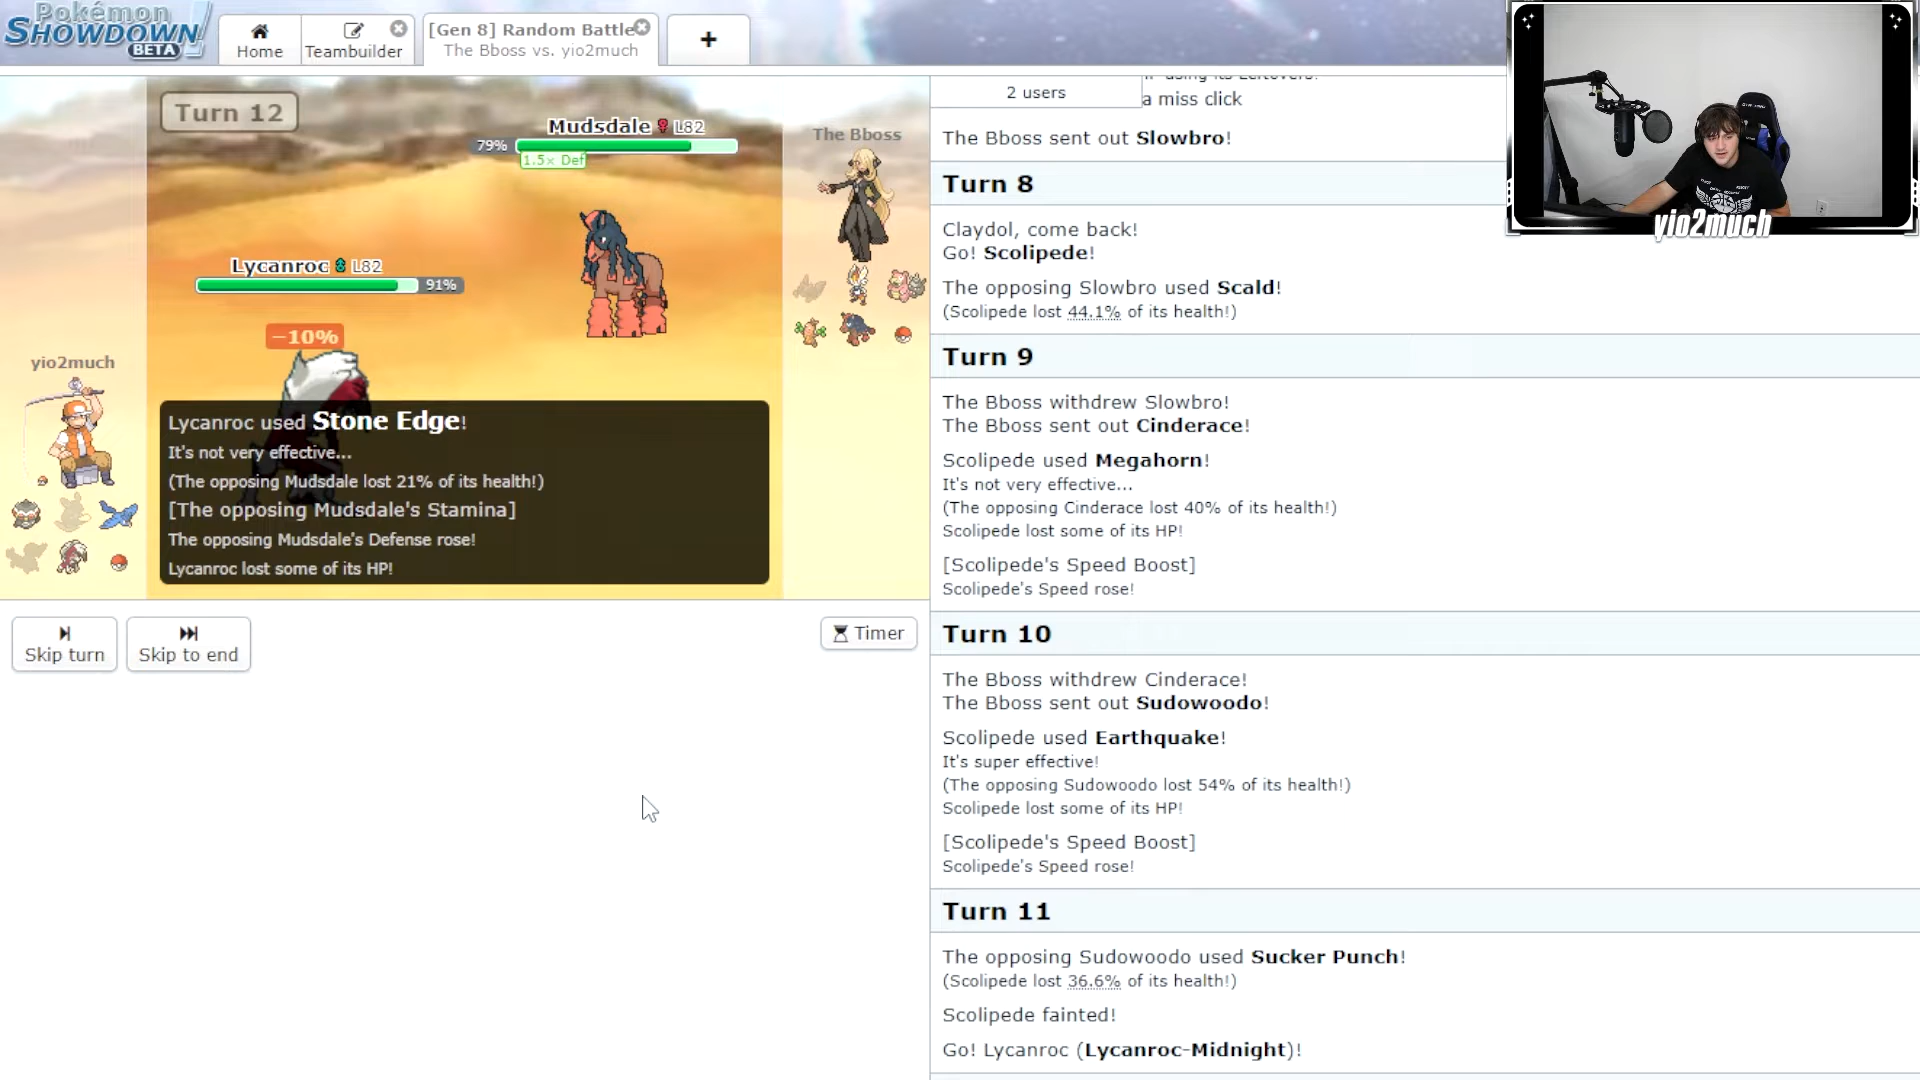 Pokémon
SHOWDOWN
BETA
Home
Teambuilder
[Gen 8] Random Battle
The Bboss vs. yio2much
+
Turn 12
Mudsdale L82
79%
1.5× Def
The Bboss
Lycanroc L82
91%
−10%
yio2much
Lycanroc used Stone Edge!
It's not very effective...
(The opposing Mudsdale lost 21% of its health!)
[The opposing Mudsdale's Stamina]
The opposing Mudsdale's Defense rose!
Lycanroc lost some of its HP!
Skip turn
Skip to end
Timer
2 users
using its Leftovers!
a miss click
The Bboss sent out Slowbro!
Turn 8
Claydol, come back!
Go! Scolipede!
The opposing Slowbro used Scald!
(Scolipede lost 44.1% of its health!)
Turn 9
The Bboss withdrew Slowbro!
The Bboss sent out Cinderace!
Scolipede used Megahorn!
It's not very effective...
(The opposing Cinderace lost 40% of its health!)
Scolipede lost some of its HP!
[Scolipede's Speed Boost]
Scolipede's Speed rose!
Turn 10
The Bboss withdrew Cinderace!
The Bboss sent out Sudowoodo!
Scolipede used Earthquake!
It's super effective!
(The opposing Sudowoodo lost 54% of its health!)
Scolipede lost some of its HP!
[Scolipede's Speed Boost]
Scolipede's Speed rose!
Turn 11
The opposing Sudowoodo used Sucker Punch!
(Scolipede lost 36.6% of its health!)
Scolipede fainted!
Go! Lycanroc (Lycanroc-Midnight)!
yio2much